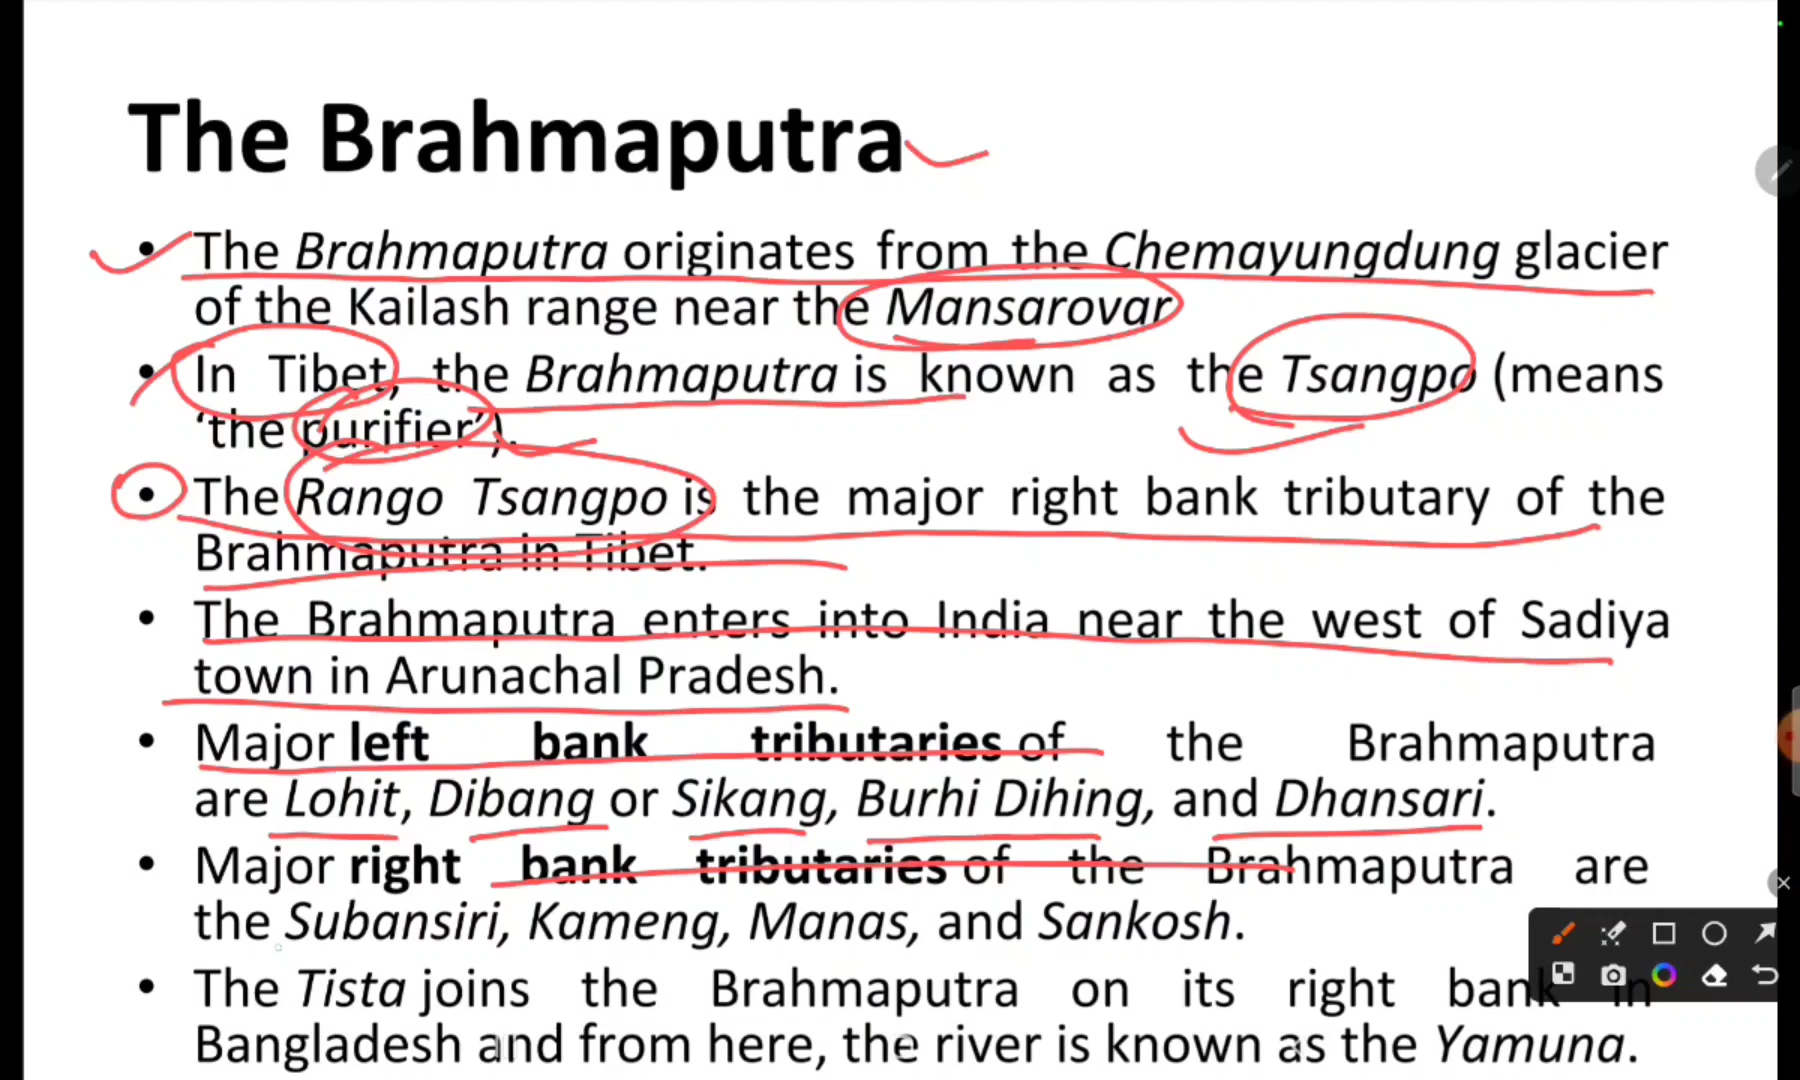 The Brahmaputra
• The Brahmaputra originates from the Chemayungdung glacier
of the Kailash range near the Mansarovar
• In Tibet, the Brahmaputra is known as the Tsangpo (means
‘the purifier’).
• The Rango Tsangpo is the major right bank tributary of the
Brahmaputra in Tibet.
• The Brahmaputra enters into India near the west of Sadiya
town in Arunachal Pradesh.
• Major left bank tributaries of the Brahmaputra
are Lohit, Dibang or Sikang, Burhi Dihing, and Dhansari.
• Major right bank tributaries of the Brahmaputra are
the Subansiri, Kameng, Manas, and Sankosh.
• The Tista joins the Brahmaputra on its right bank in
Bangladesh and from here, the river is known as the Yamuna.